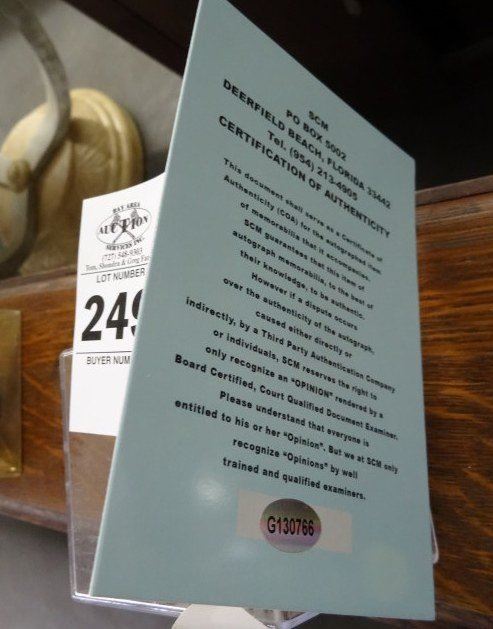 SCM
PO BOX 5002
DEERFIELD BEACH, FLORIDA 33442
Tel. (954) 213-4905
CERTIFICATION OF AUTHENTICITY
This document shall serve as a Certificate of
Authenticity (COA) for the autographed item
of memorabilia that it accompanies.
SCM guarantees that this item of
autograph memorabilia, to the best of
their knowledge, to be authentic.
However if a dispute occurs
over the authenticity of the autograph,
caused either directly or
indirectly, by a Third Party Authentication Company
or individuals, SCM reserves the right to
only recognize an "OPINION" rendered by a
Board Certified, Court Qualified Document Examiner.
Please understand that everyone is
entitled to his or her "Opinion". But we at SCM only
recognize "Opinions" by well
trained and qualified examiners.
G130766
BAY AREA
AUCTION
SERVICES INC.
(727) 548-9303
Tom, Shondra & Greg
LOT NUMBER
249
BUYER NUM